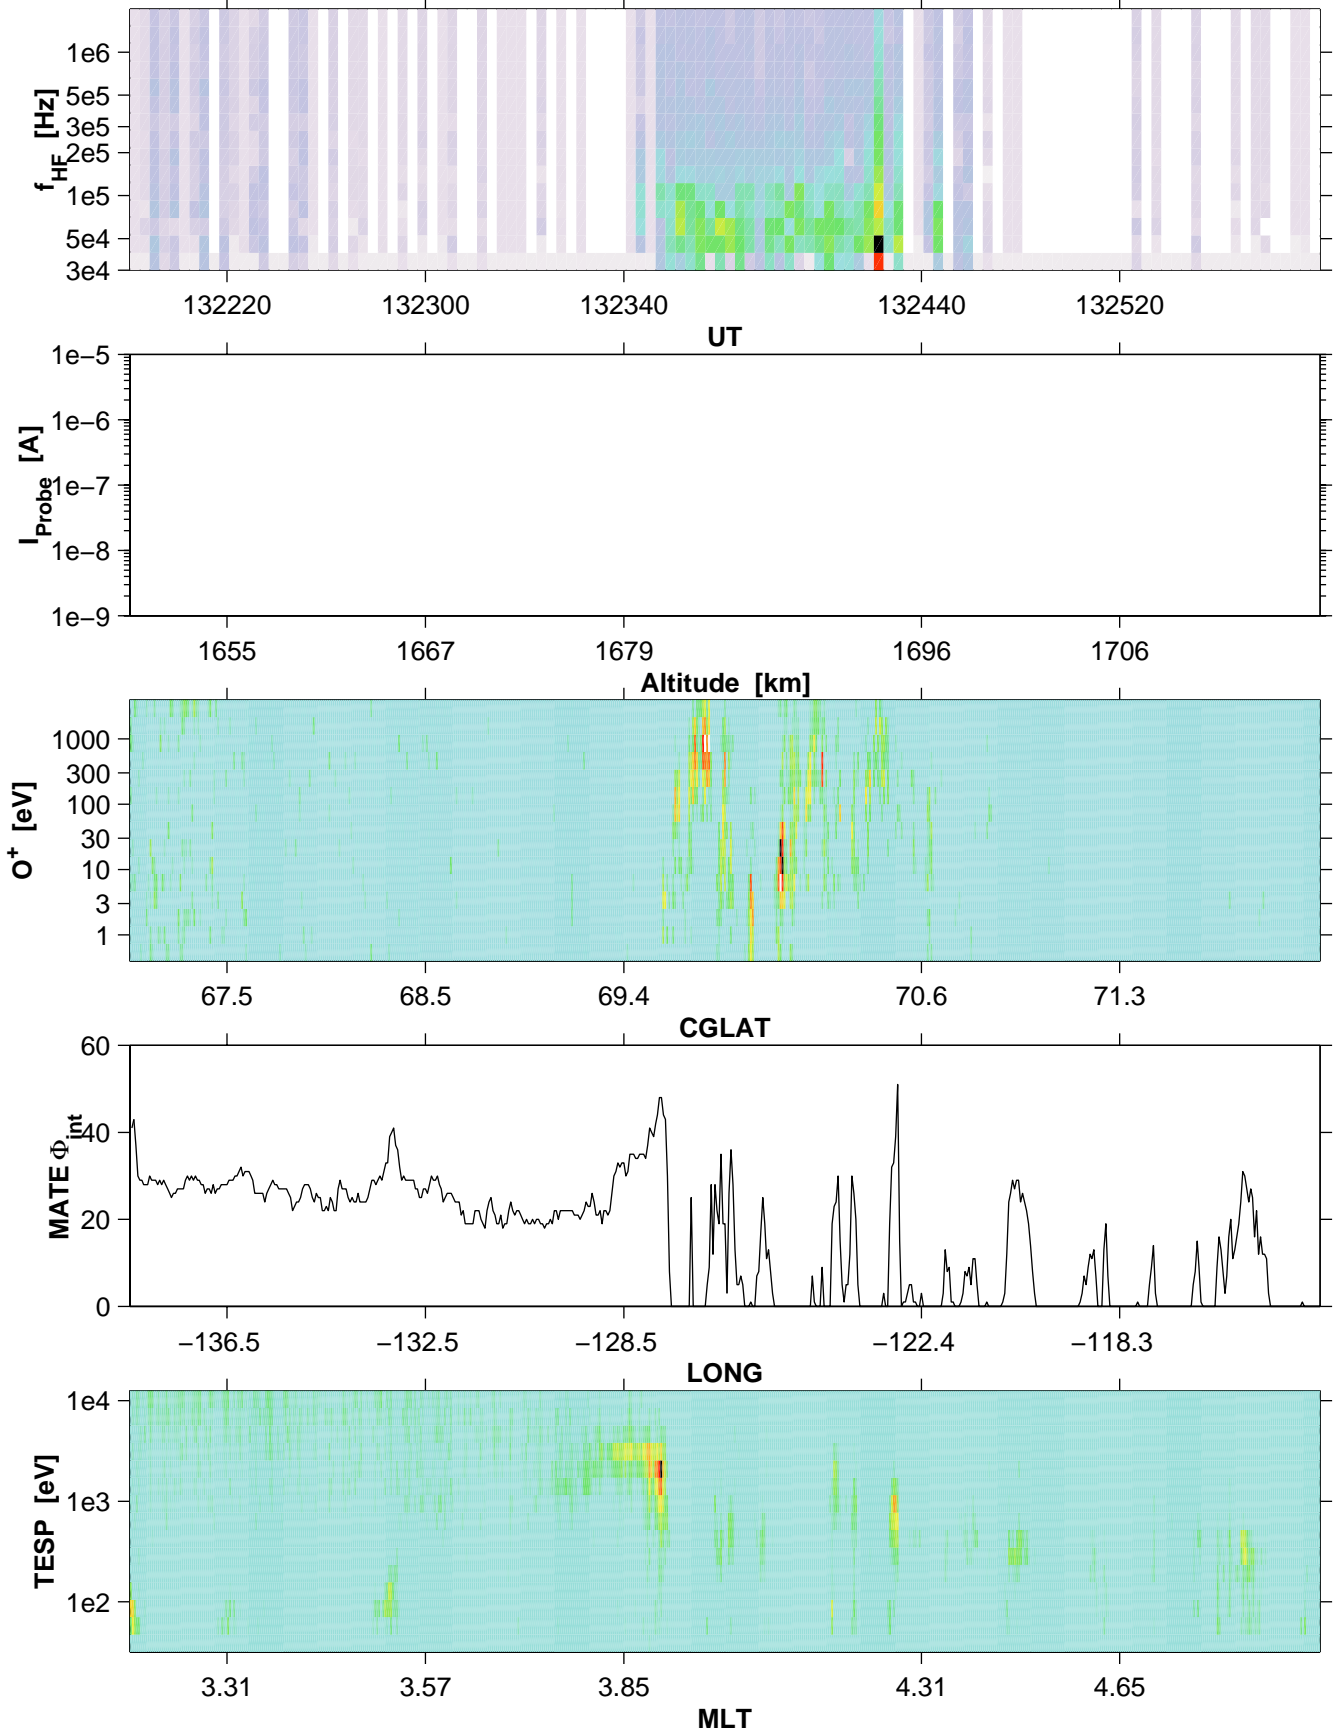 f_HF [Hz]
1e6
5e5
3e5
2e5
1e5
5e4
3e4
132220 132300 132340 132440 132520
UT
I_Probe [A]
1e−5
1e−6
1e−7
1e−8
1e−9
1655 1667 1679 1696 1706
Altitude [km]
O+ [eV]
1000
300
100
30
10
3
1
67.5 68.5 69.4 70.6 71.3
CGLAT
MATE Φ_int
60
40
20
0
−136.5 −132.5 −128.5 −122.4 −118.3
LONG
TESP [eV]
1e4
1e3
1e2
3.31 3.57 3.85 4.31 4.65
MLT